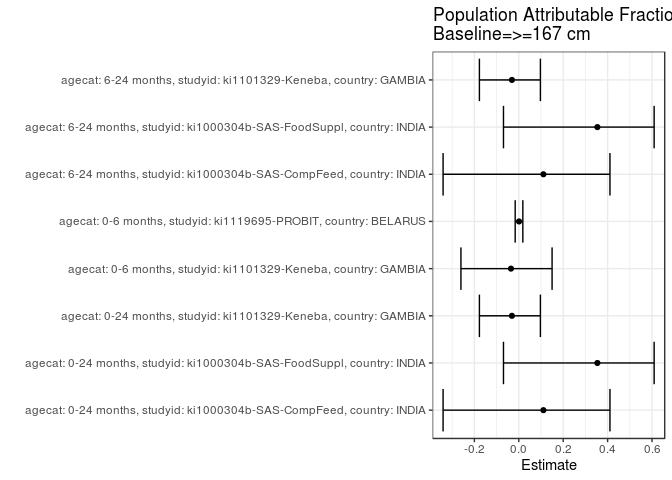 Population Attributable Fractio
Baseline=>=167 cm
agecat: 6-24 months, studyid: ki1101329-Keneba, country: GAMBIA
agecat: 6-24 months, studyid: ki1000304b-SAS-FoodSuppl, country: INDIA
agecat: 6-24 months, studyid: ki1000304b-SAS-CompFeed, country: INDIA
agecat: 0-6 months, studyid: ki1119695-PROBIT, country: BELARUS
agecat: 0-6 months, studyid: ki1101329-Keneba, country: GAMBIA
agecat: 0-24 months, studyid: ki1101329-Keneba, country: GAMBIA
agecat: 0-24 months, studyid: ki1000304b-SAS-FoodSuppl, country: INDIA
agecat: 0-24 months, studyid: ki1000304b-SAS-CompFeed, country: INDIA
-0.2 0.0 0.2 0.4 0.6
Estimate